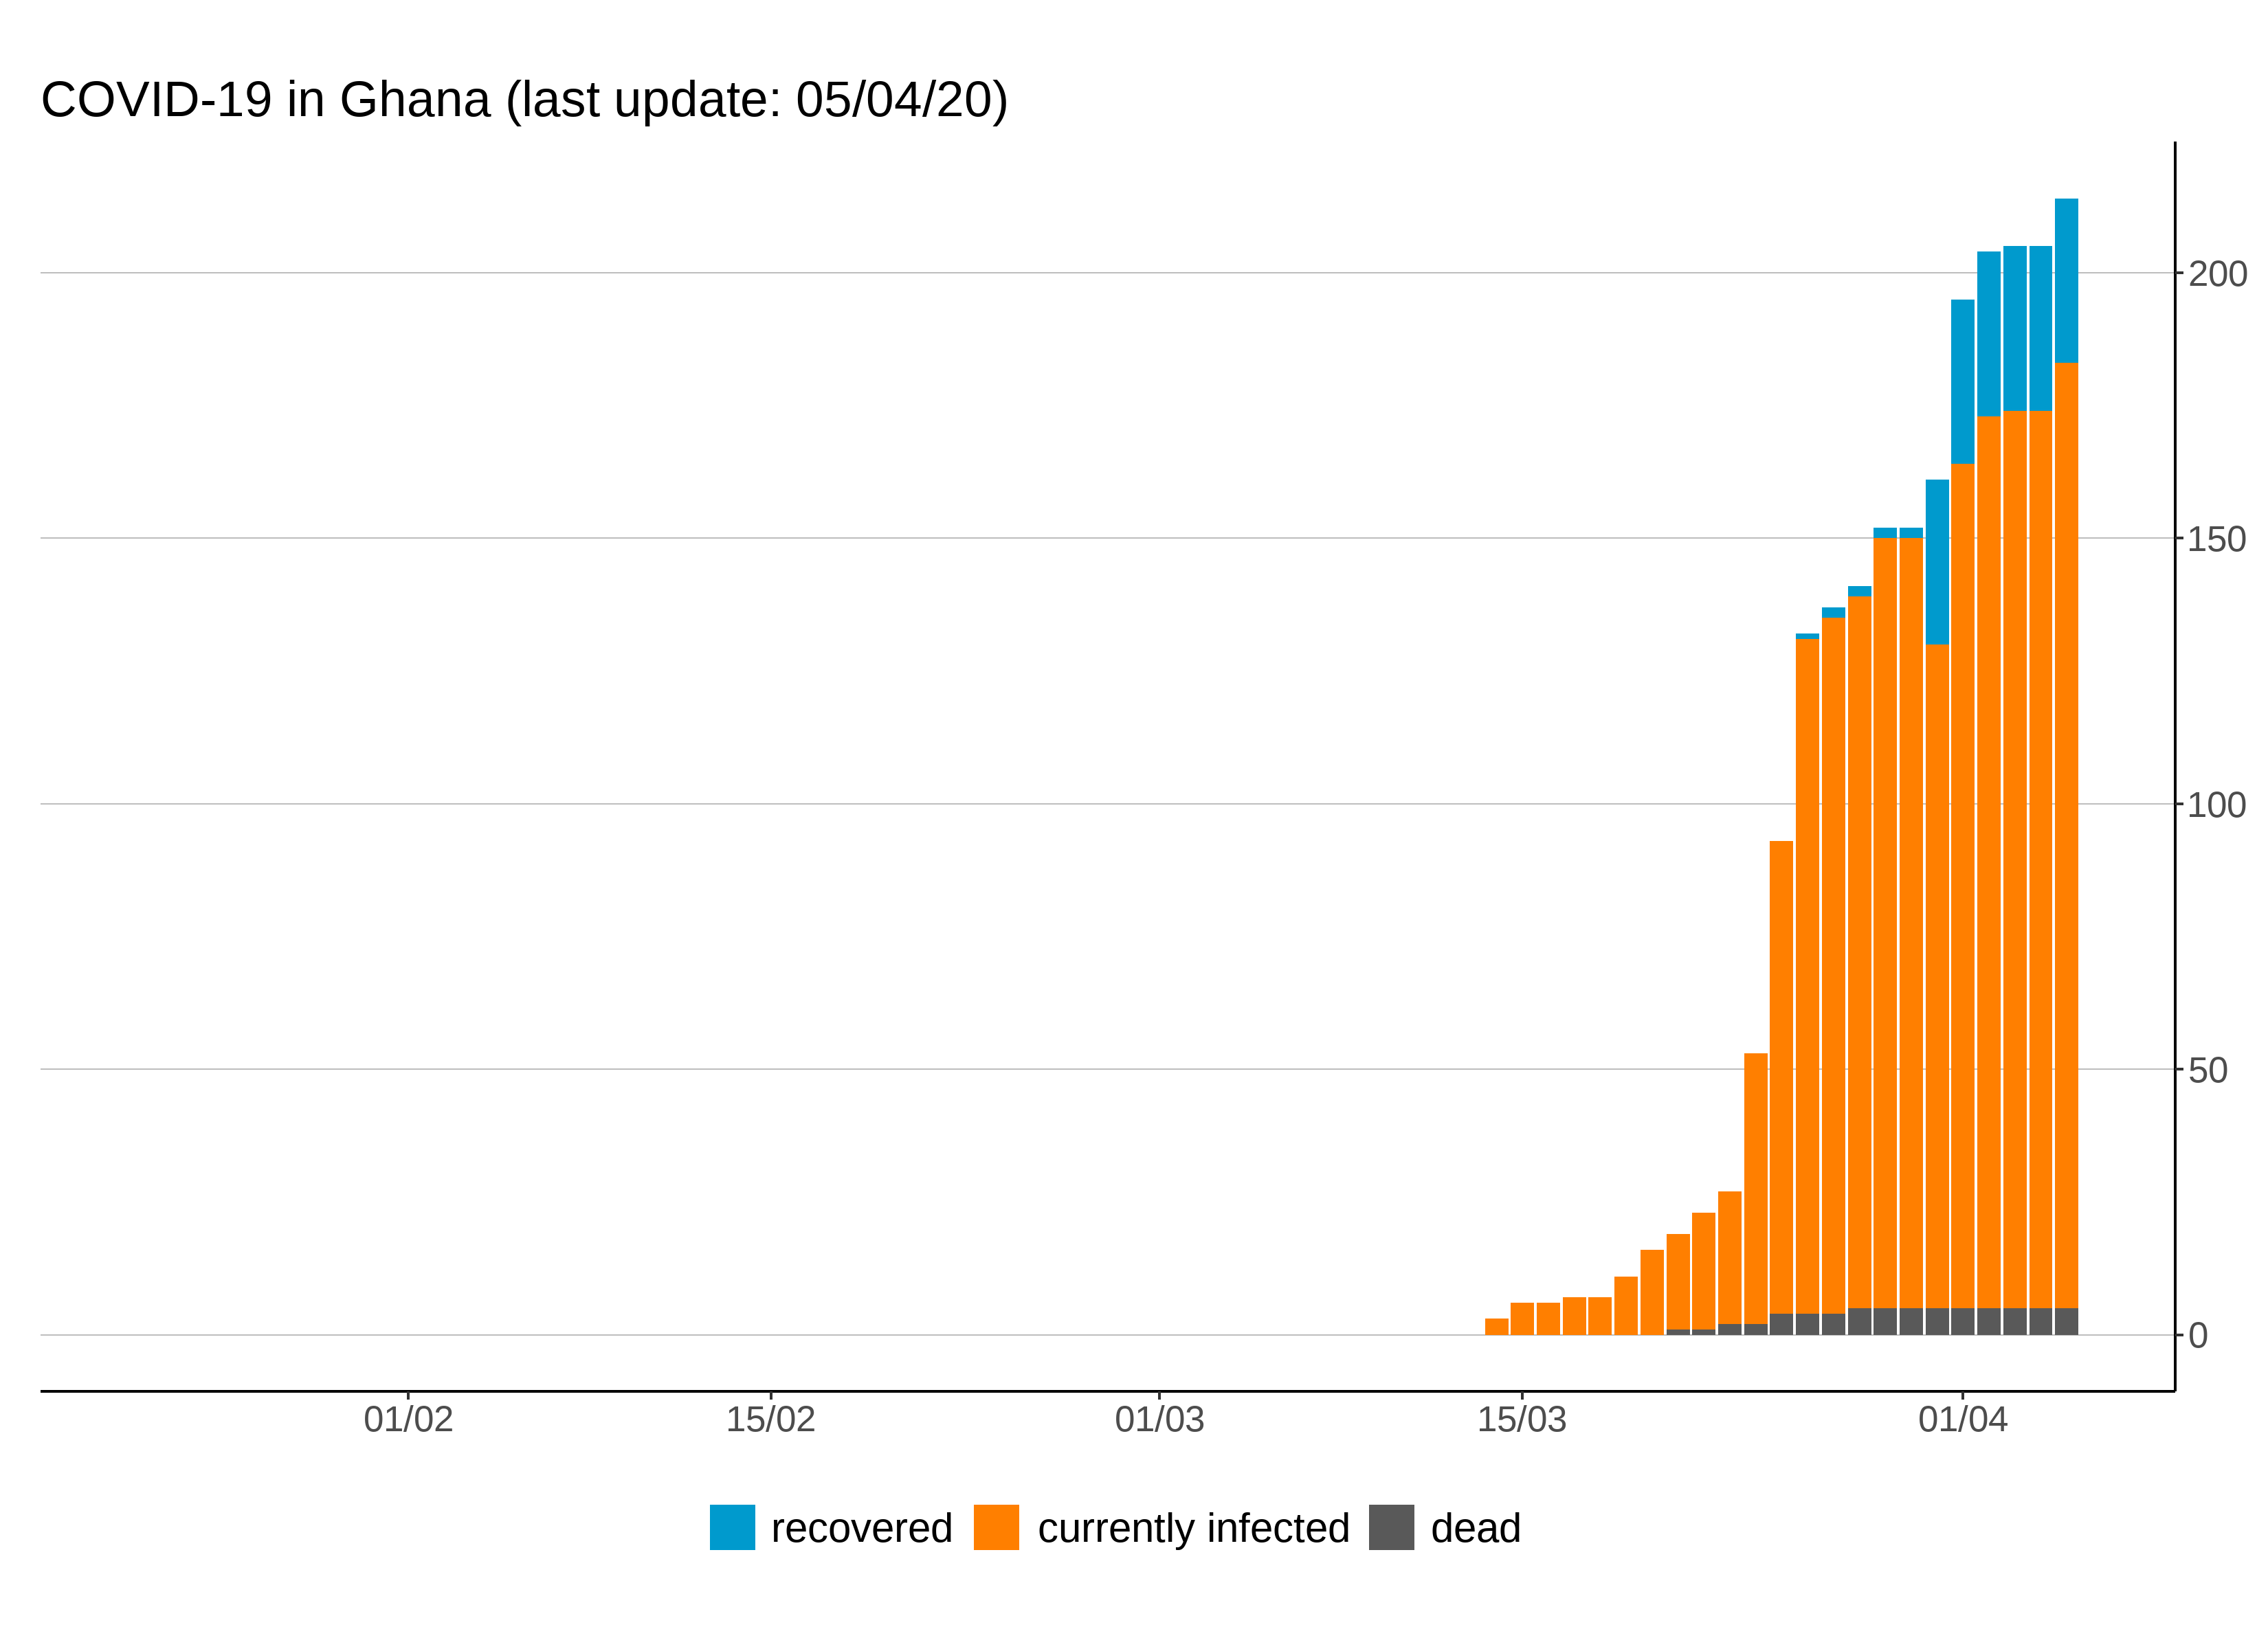 COVID-19 in Ghana (last update: 05/04/20)
200
150
100
50
0
01/02 15/02 01/03 15/03 01/04
recovered currently infected dead